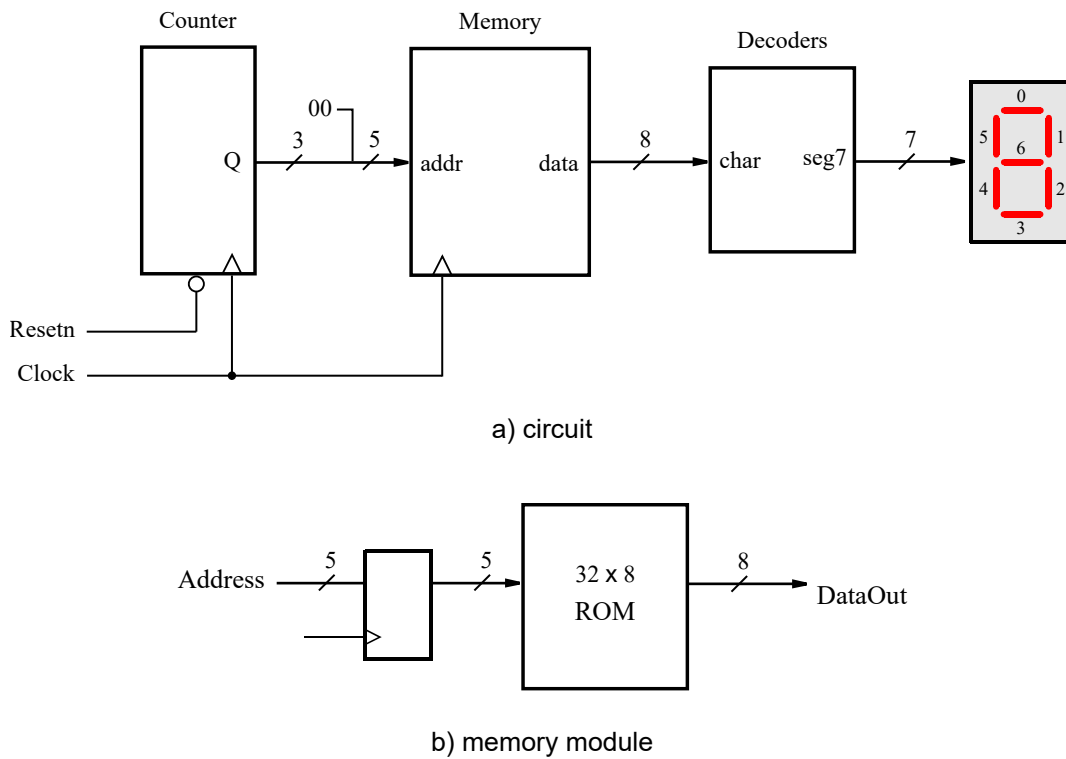 Counter
Memory
Decoders
00
3
5
8
7
Q
addr
data
char
seg7
0
5
6
1
4
2
3
Resetn
Clock
a) circuit
5
5
8
Address
32 x 8
ROM
DataOut
b) memory module